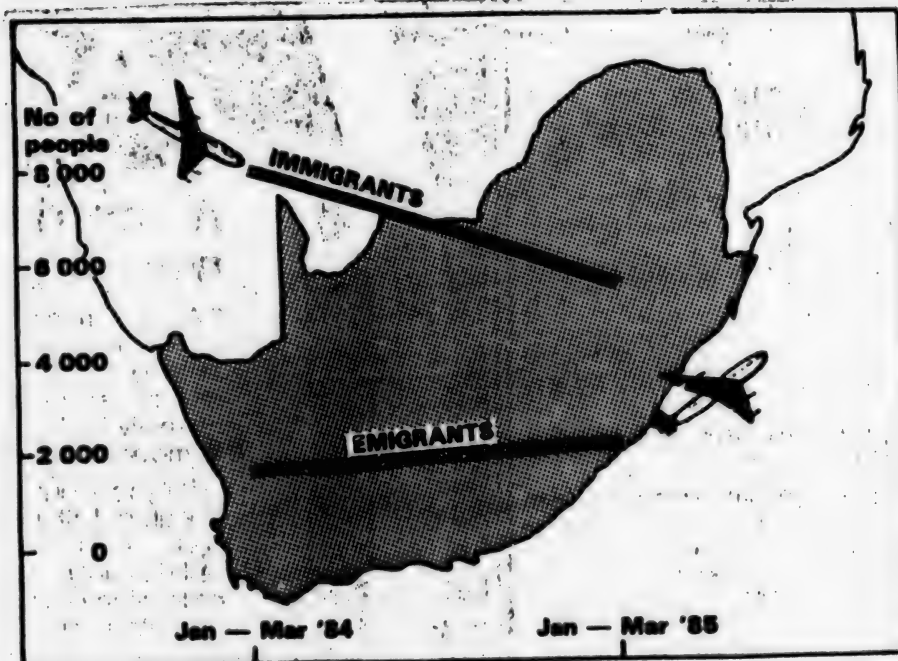 No of
people
8 000
IMMIGRANTS
6 000
4 000
EMIGRANTS
2 000
0
Jan — Mar '84
Jan — Mar '85